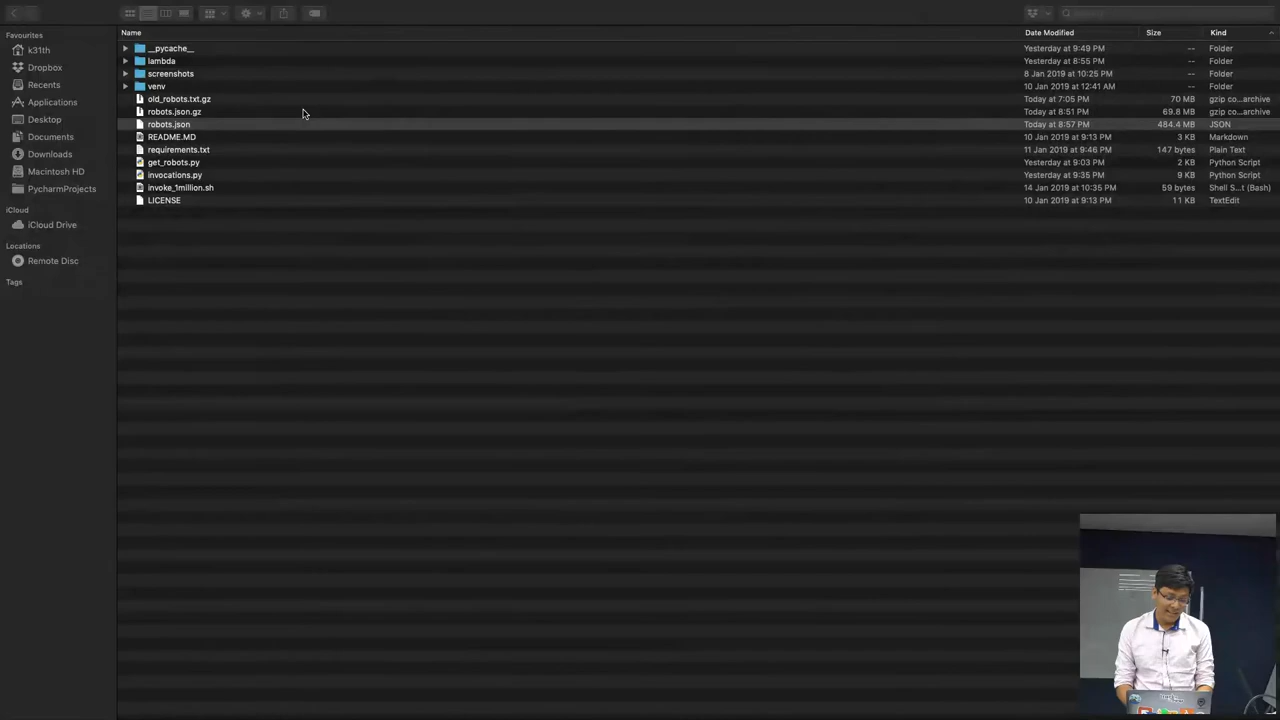 Favourites
k31th
Dropbox
Recents
Applications
Desktop
Documents
Downloads
Macintosh HD
PycharmProjects
iCloud
iCloud Drive
Locations
Remote Disc
Tags
Name Date Modified Size Kind
__pycache__ Yesterday at 9:49 PM -- Folder
lambda Yesterday at 8:55 PM -- Folder
screenshots 8 Jan 2019 at 10:25 PM -- Folder
venv 10 Jan 2019 at 12:41 AM -- Folder
old_robots.txt.gz Today at 7:05 PM 70 MB gzip co...archive
robots.json.gz Today at 8:51 PM 69.8 MB gzip co...archive
robots.json Today at 8:57 PM 484.4 MB JSON
README.MD 10 Jan 2019 at 9:13 PM 3 KB Markdown
requirements.txt 11 Jan 2019 at 9:46 PM 147 bytes Plain Text
get_robots.py Yesterday at 9:03 PM 2 KB Python Script
invocations.py Yesterday at 9:35 PM 9 KB Python Script
invoke_1million.sh 14 Jan 2019 at 10:35 PM 59 bytes Shell S...t (Bash)
LICENSE 10 Jan 2019 at 9:13 PM 11 KB TextEdit